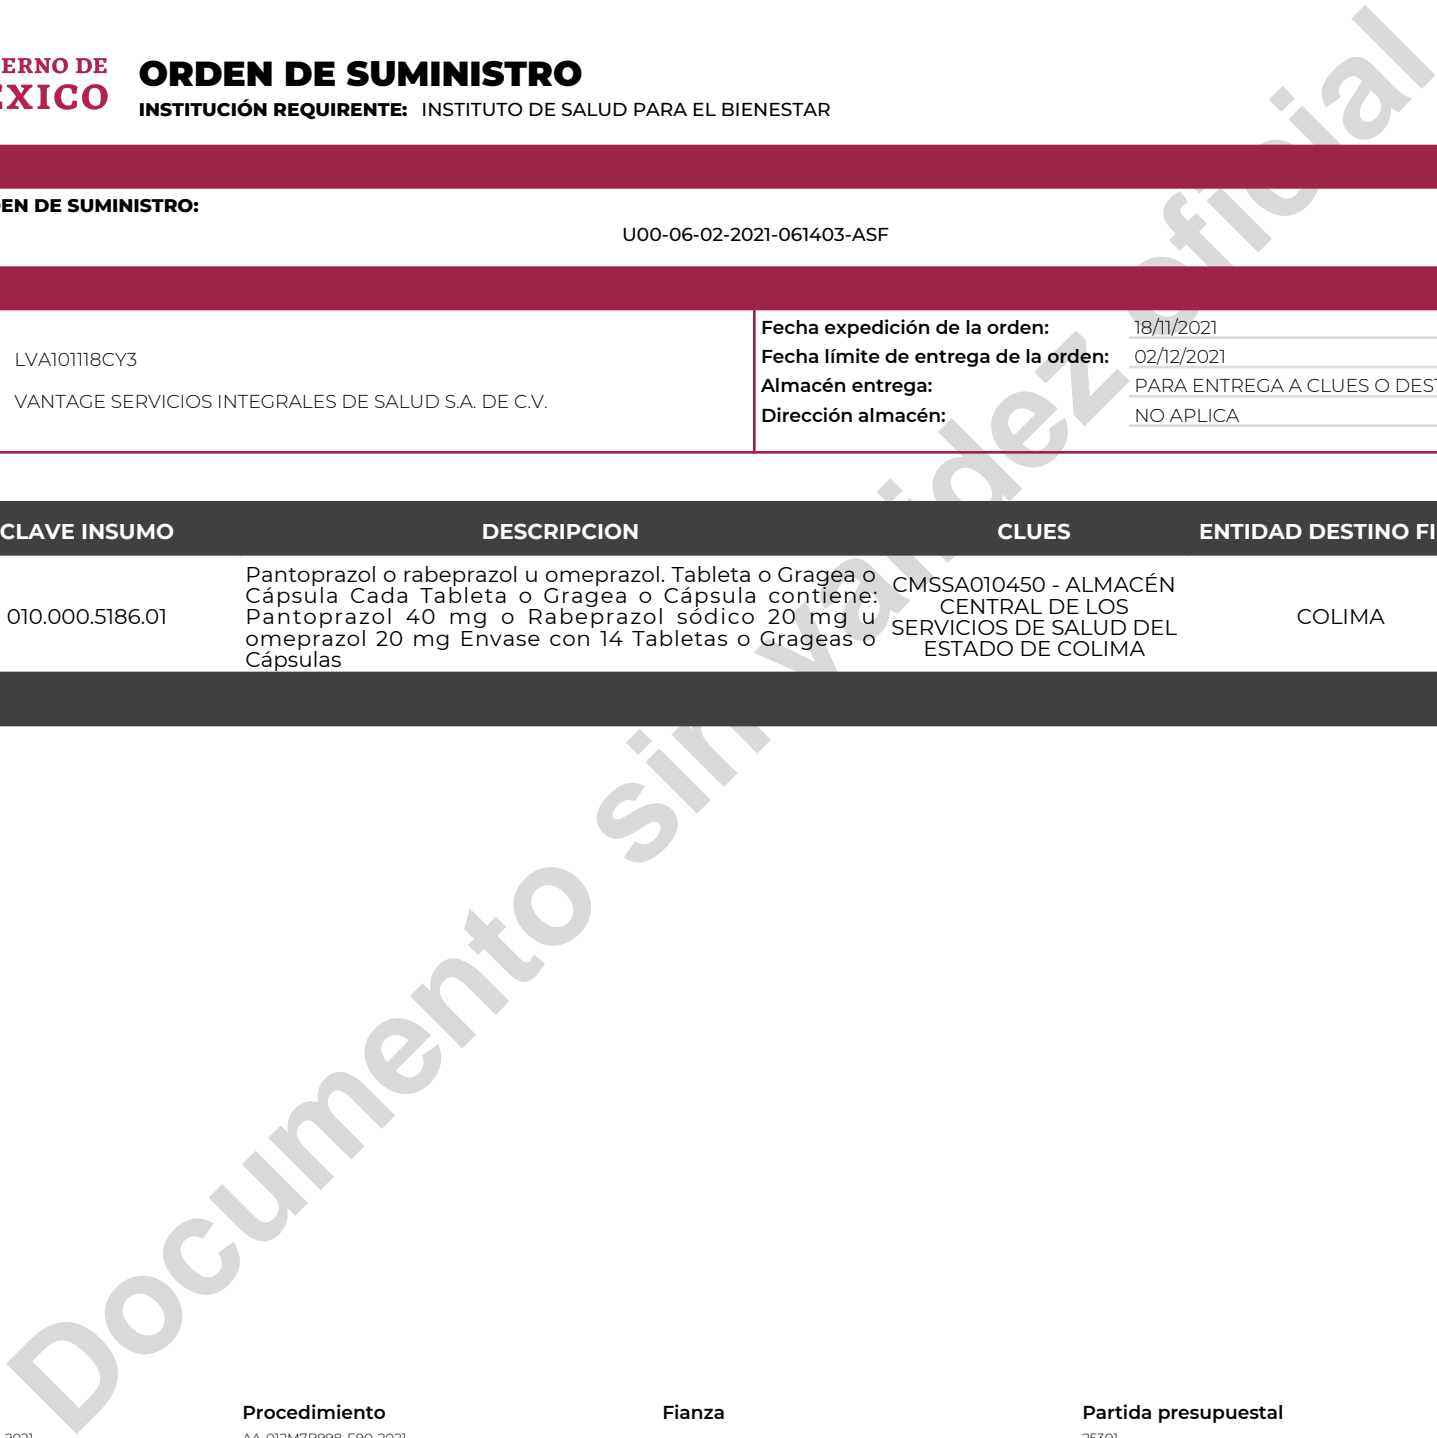 ERNO DE
ÉXICO
ORDEN DE SUMINISTRO
INSTITUCIÓN REQUIRENTE: INSTITUTO DE SALUD PARA EL BIENESTAR
EN DE SUMINISTRO:
U00-06-02-2021-061403-ASF
LVA101118CY3
VANTAGE SERVICIOS INTEGRALES DE SALUD S.A. DE C.V.
Fecha expedición de la orden: 18/11/2021
Fecha límite de entrega de la orden: 02/12/2021
Almacén entrega: PARA ENTREGA A CLUES O DEST
Dirección almacén: NO APLICA
CLAVE INSUMO DESCRIPCION CLUES ENTIDAD DESTINO FI
010.000.5186.01
Pantoprazol o rabeprazol u omeprazol. Tableta o Gragea o
Cápsula Cada Tableta o Gragea o Cápsula contiene:
Pantoprazol 40 mg o Rabeprazol sódico 20 mg u
omeprazol 20 mg Envase con 14 Tabletas o Grageas o
Cápsulas
CMSSA010450 - ALMACÉN
CENTRAL DE LOS
SERVICIOS DE SALUD DEL
ESTADO DE COLIMA
COLIMA
Documento sin validez oficial
Procedimiento Fianza Partida presupuestal